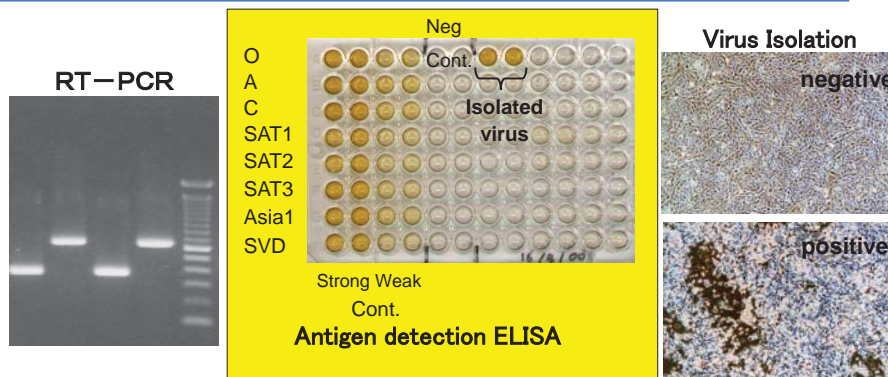 RT－PCR
Neg
Cont.
O
A
C
SAT1
SAT2
SAT3
Asia1
SVD
Isolated
virus
Strong Weak
Cont.
Antigen detection ELISA
Virus Isolation
negative
positive